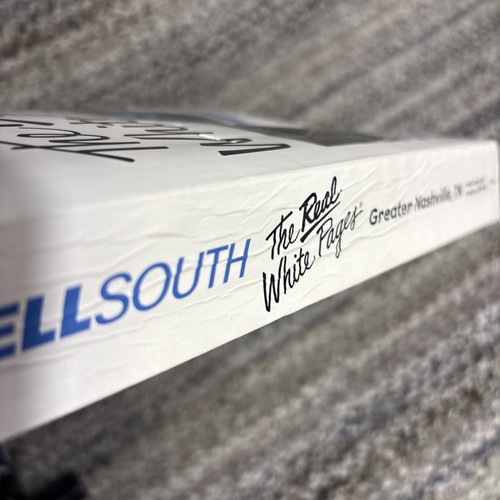 ELLSOUTH
The Real
White Pages®
Greater Nashville, TN